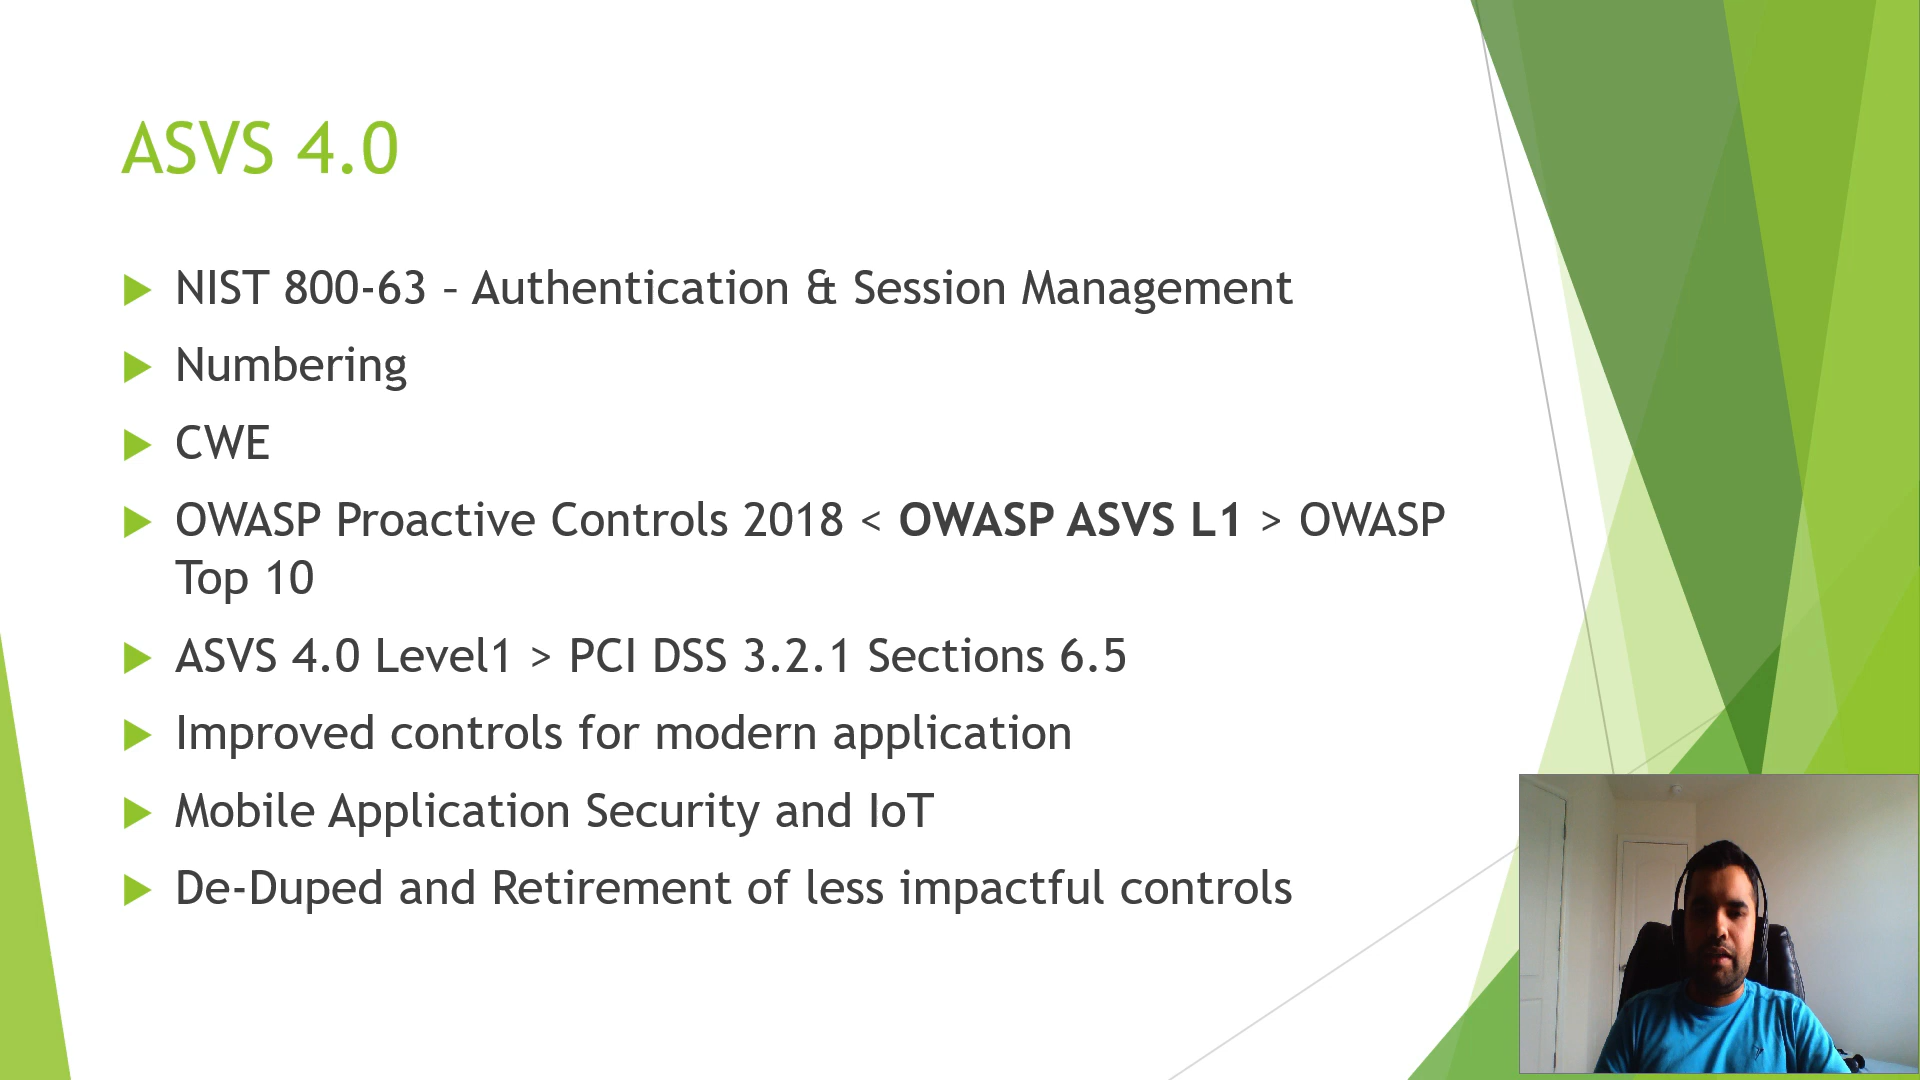 ASVS 4.0
NIST 800-63 – Authentication & Session Management
Numbering
CWE
OWASP Proactive Controls 2018 < OWASP ASVS L1 > OWASP
Top 10
ASVS 4.0 Level1 > PCI DSS 3.2.1 Sections 6.5
Improved controls for modern application
Mobile Application Security and IoT
De-Duped and Retirement of less impactful controls